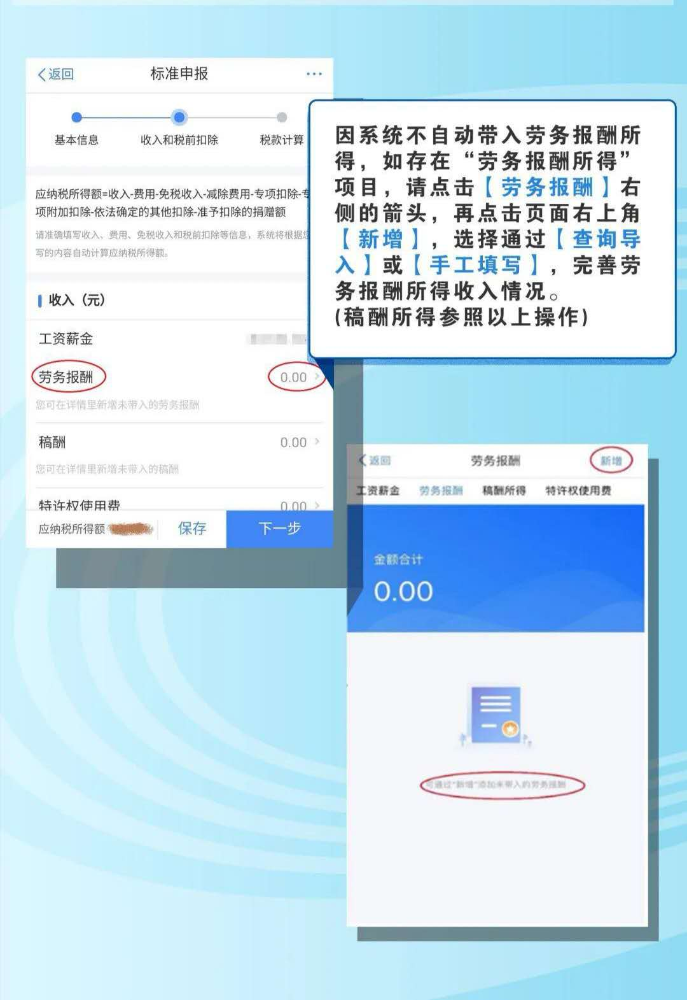 返回
标准申报
基本信息
收入和税前扣除
税款计算
应纳税所得额=收入-费用-免税收入-减除费用-专项扣除-专
项附加扣除-依法确定的其他扣除-准予扣除的捐赠额
请准确填写收入、费用、免税收入和税前扣除等信息，系统将根据您
写的内容自动计算应纳税所得额。
收入（元）
工资薪金
劳务报酬
0.00
您可在详情里新增未带入的劳务报酬
稿酬
0.00
您可在详情里新增未带入的稿酬
特许权使用费
0.00
应纳税所得额
保存
下一步
因系统不自动带入劳务报酬所
得，如存在“劳务报酬所得”
项目，请点击【劳务报酬】右
侧的箭头，再点击页面右上角
【新增】，选择通过【查询导
入】或【手工填写】，完善劳
务报酬所得收入情况。
(稿酬所得参照以上操作)
返回
劳务报酬
新增
工资薪金
劳务报酬
稿酬所得
特许权使用费
金额合计
0.00
可通过“新增”添加未带入的劳务报酬